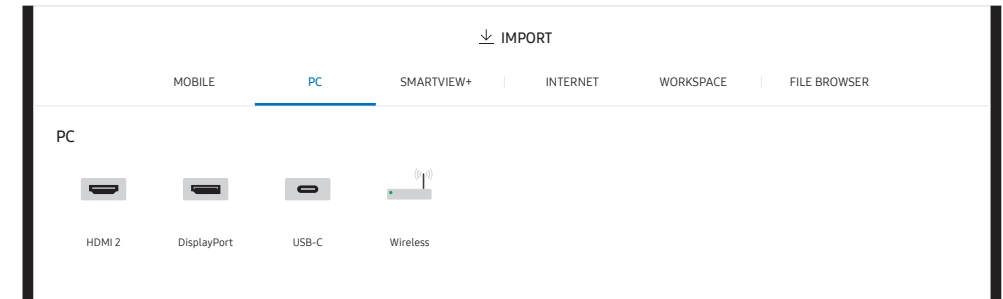 IMPORT
MOBILE PC SMARTVIEW+ INTERNET WORKSPACE FILE BROWSER
PC
HDMI 2 DisplayPort USB-C Wireless